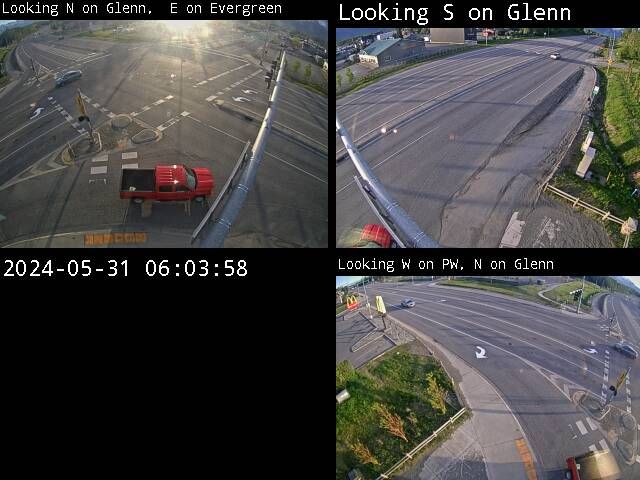 Looking N on Glenn,  E on Evergreen
Looking S on Glenn
2024-05-31 06:03:58
Looking W on PW, N on Glenn